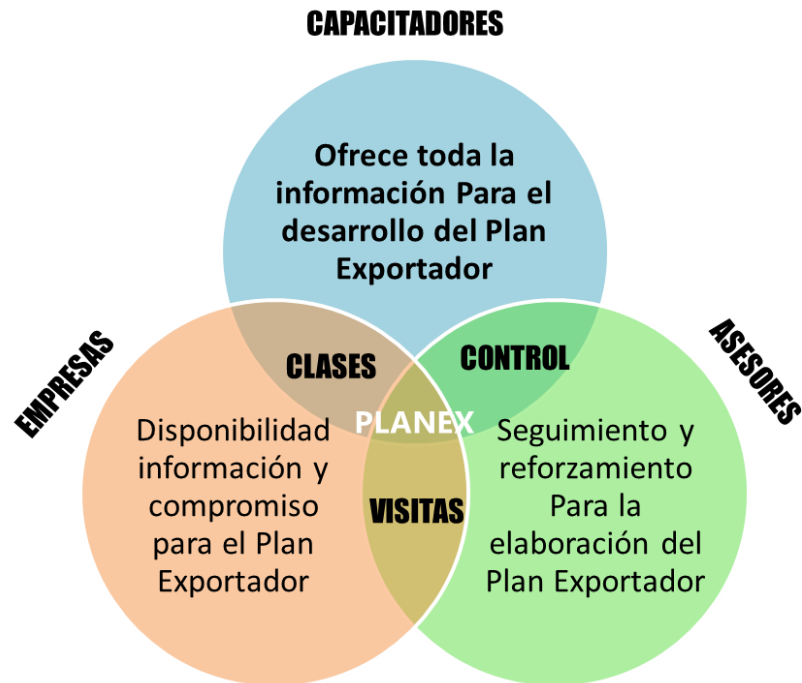 CAPACITADORES
Ofrece toda la
información Para el
desarrollo del Plan
Exportador
EMPRESAS
CLASES
CONTROL
ASESORES
PLANEX
Disponibilidad
información y
compromiso
para el Plan
Exportador
VISITAS
Seguimiento y
reforzamiento
Para la
elaboración del
Plan Exportador